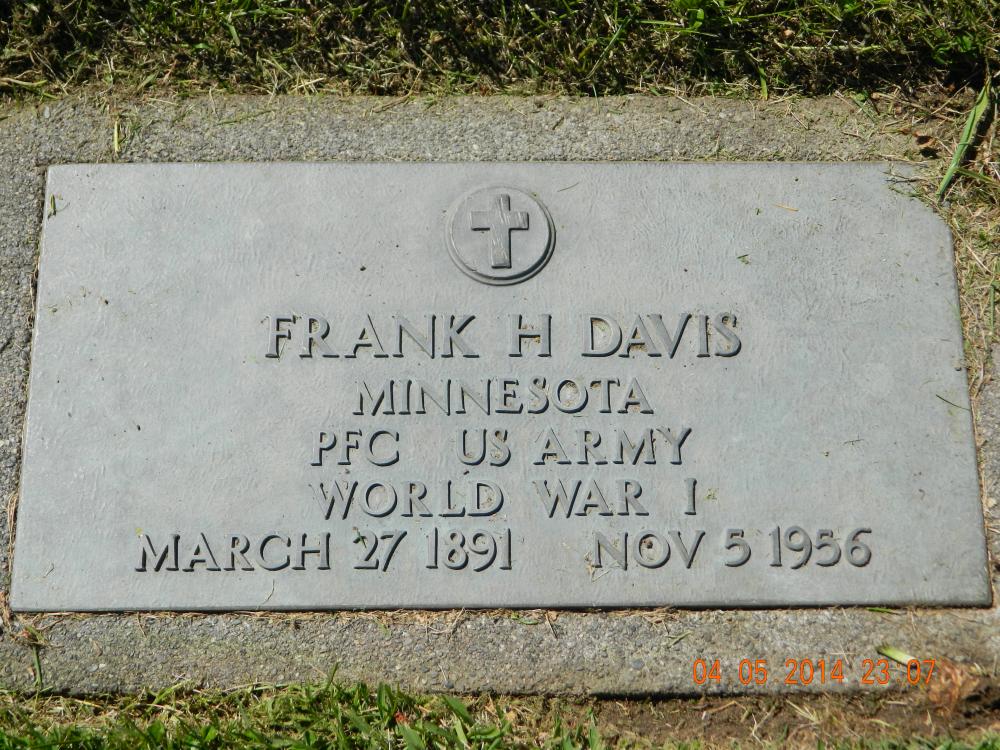 FRANK H DAVIS
MINNESOTA
PFC US ARMY
WORLD WAR I
MARCH 27 1891 NOV 5 1956
04 05 2014 23 07